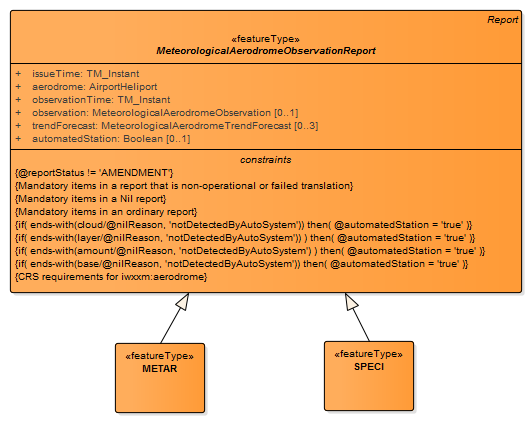 Report
«featureType»
MeteorologicalAerodromeObservationReport
+ issueTime: TM_Instant
+ aerodrome: AirportHeliport
+ observationTime: TM_Instant
+ observation: MeteorologicalAerodromeObservation [0..1]
+ trendForecast: MeteorologicalAerodromeTrendForecast [0..3]
+ automatedStation: Boolean [0..1]
constraints
{@reportStatus != 'AMENDMENT'}
{Mandatory items in a report that is non-operational or failed translation}
{Mandatory items in a Nil report}
{Mandatory items in an ordinary report}
{if( ends-with(cloud/@nilReason, 'notDetectedByAutoSystem')) then( @automatedStation = 'true' )}
{if( ends-with(layer/@nilReason, 'notDetectedByAutoSystem')) ) then( @automatedStation = 'true' )}
{if( ends-with(amount/@nilReason, 'notDetectedByAutoSystem') ) then( @automatedStation = 'true' )}
{if( ends-with(base/@nilReason, 'notDetectedByAutoSystem')) then( @automatedStation = 'true' )}
{CRS requirements for iwxxm:aerodrome}
«featureType»
METAR
«featureType»
SPECI